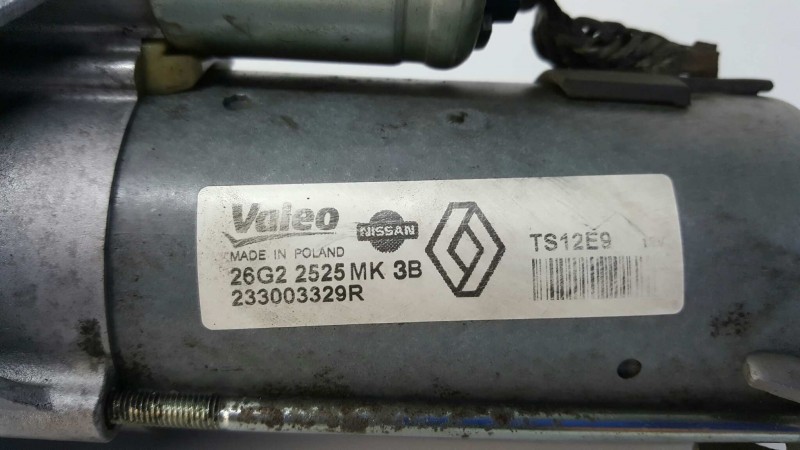 Valeo
NISSAN
MADE IN POLAND
26G2 2525 MK 3B
233003329R
TS12E9